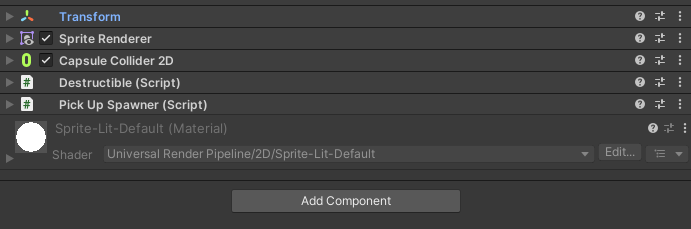 Transform
Sprite Renderer
Capsule Collider 2D
Destructible (Script)
Pick Up Spawner (Script)
Sprite-Lit-Default (Material)
Shader Universal Render Pipeline/2D/Sprite-Lit-Default Edit...
Add Component